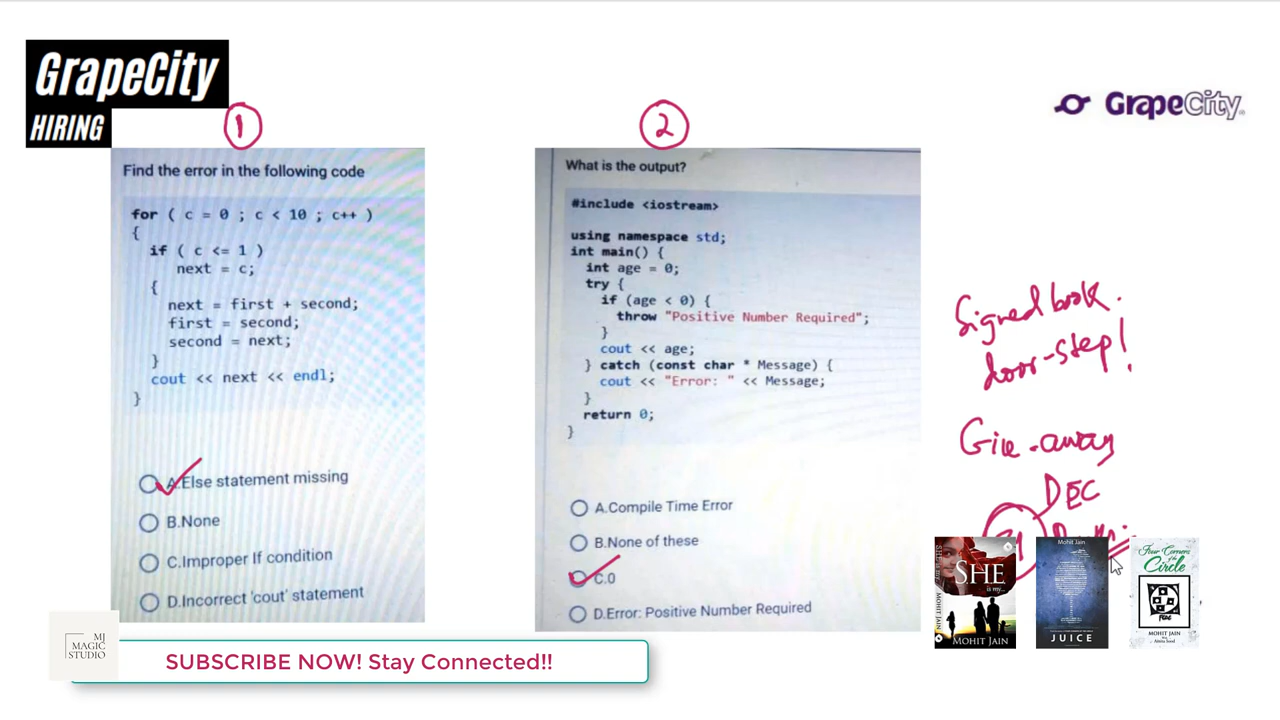 GrapeCity
HIRING
GrapeCity
1
Find the error in the following code
for ( c = 0 ; c < 10 ; c++ )
{
if ( c <= 1 )
next = c;
{
next = first + second;
first = second;
second = next;
}
cout << next << endl;
}
A.Else statement missing
B.None
C.Improper If condition
D.Incorrect 'cout' statement
2
What is the output?
#include <iostream>
using namespace std;
int main() {
int age = 0;
try {
if (age < 0) {
throw "Positive Number Required";
}
cout << age;
} catch (const char * Message) {
cout << "Error: " << Message;
}
return 0;
}
A.Compile Time Error
B.None of these
C.0
D.Error: Positive Number Required
Signed book.
door-step!
Give-away
DEC
SHE
is my...
MOHIT JAIN
Mohit Jain
JUICE
Four Corners
of the
Circle
MOHIT JAIN
MJ
MAGIC
STUDIO
SUBSCRIBE NOW! Stay Connected!!